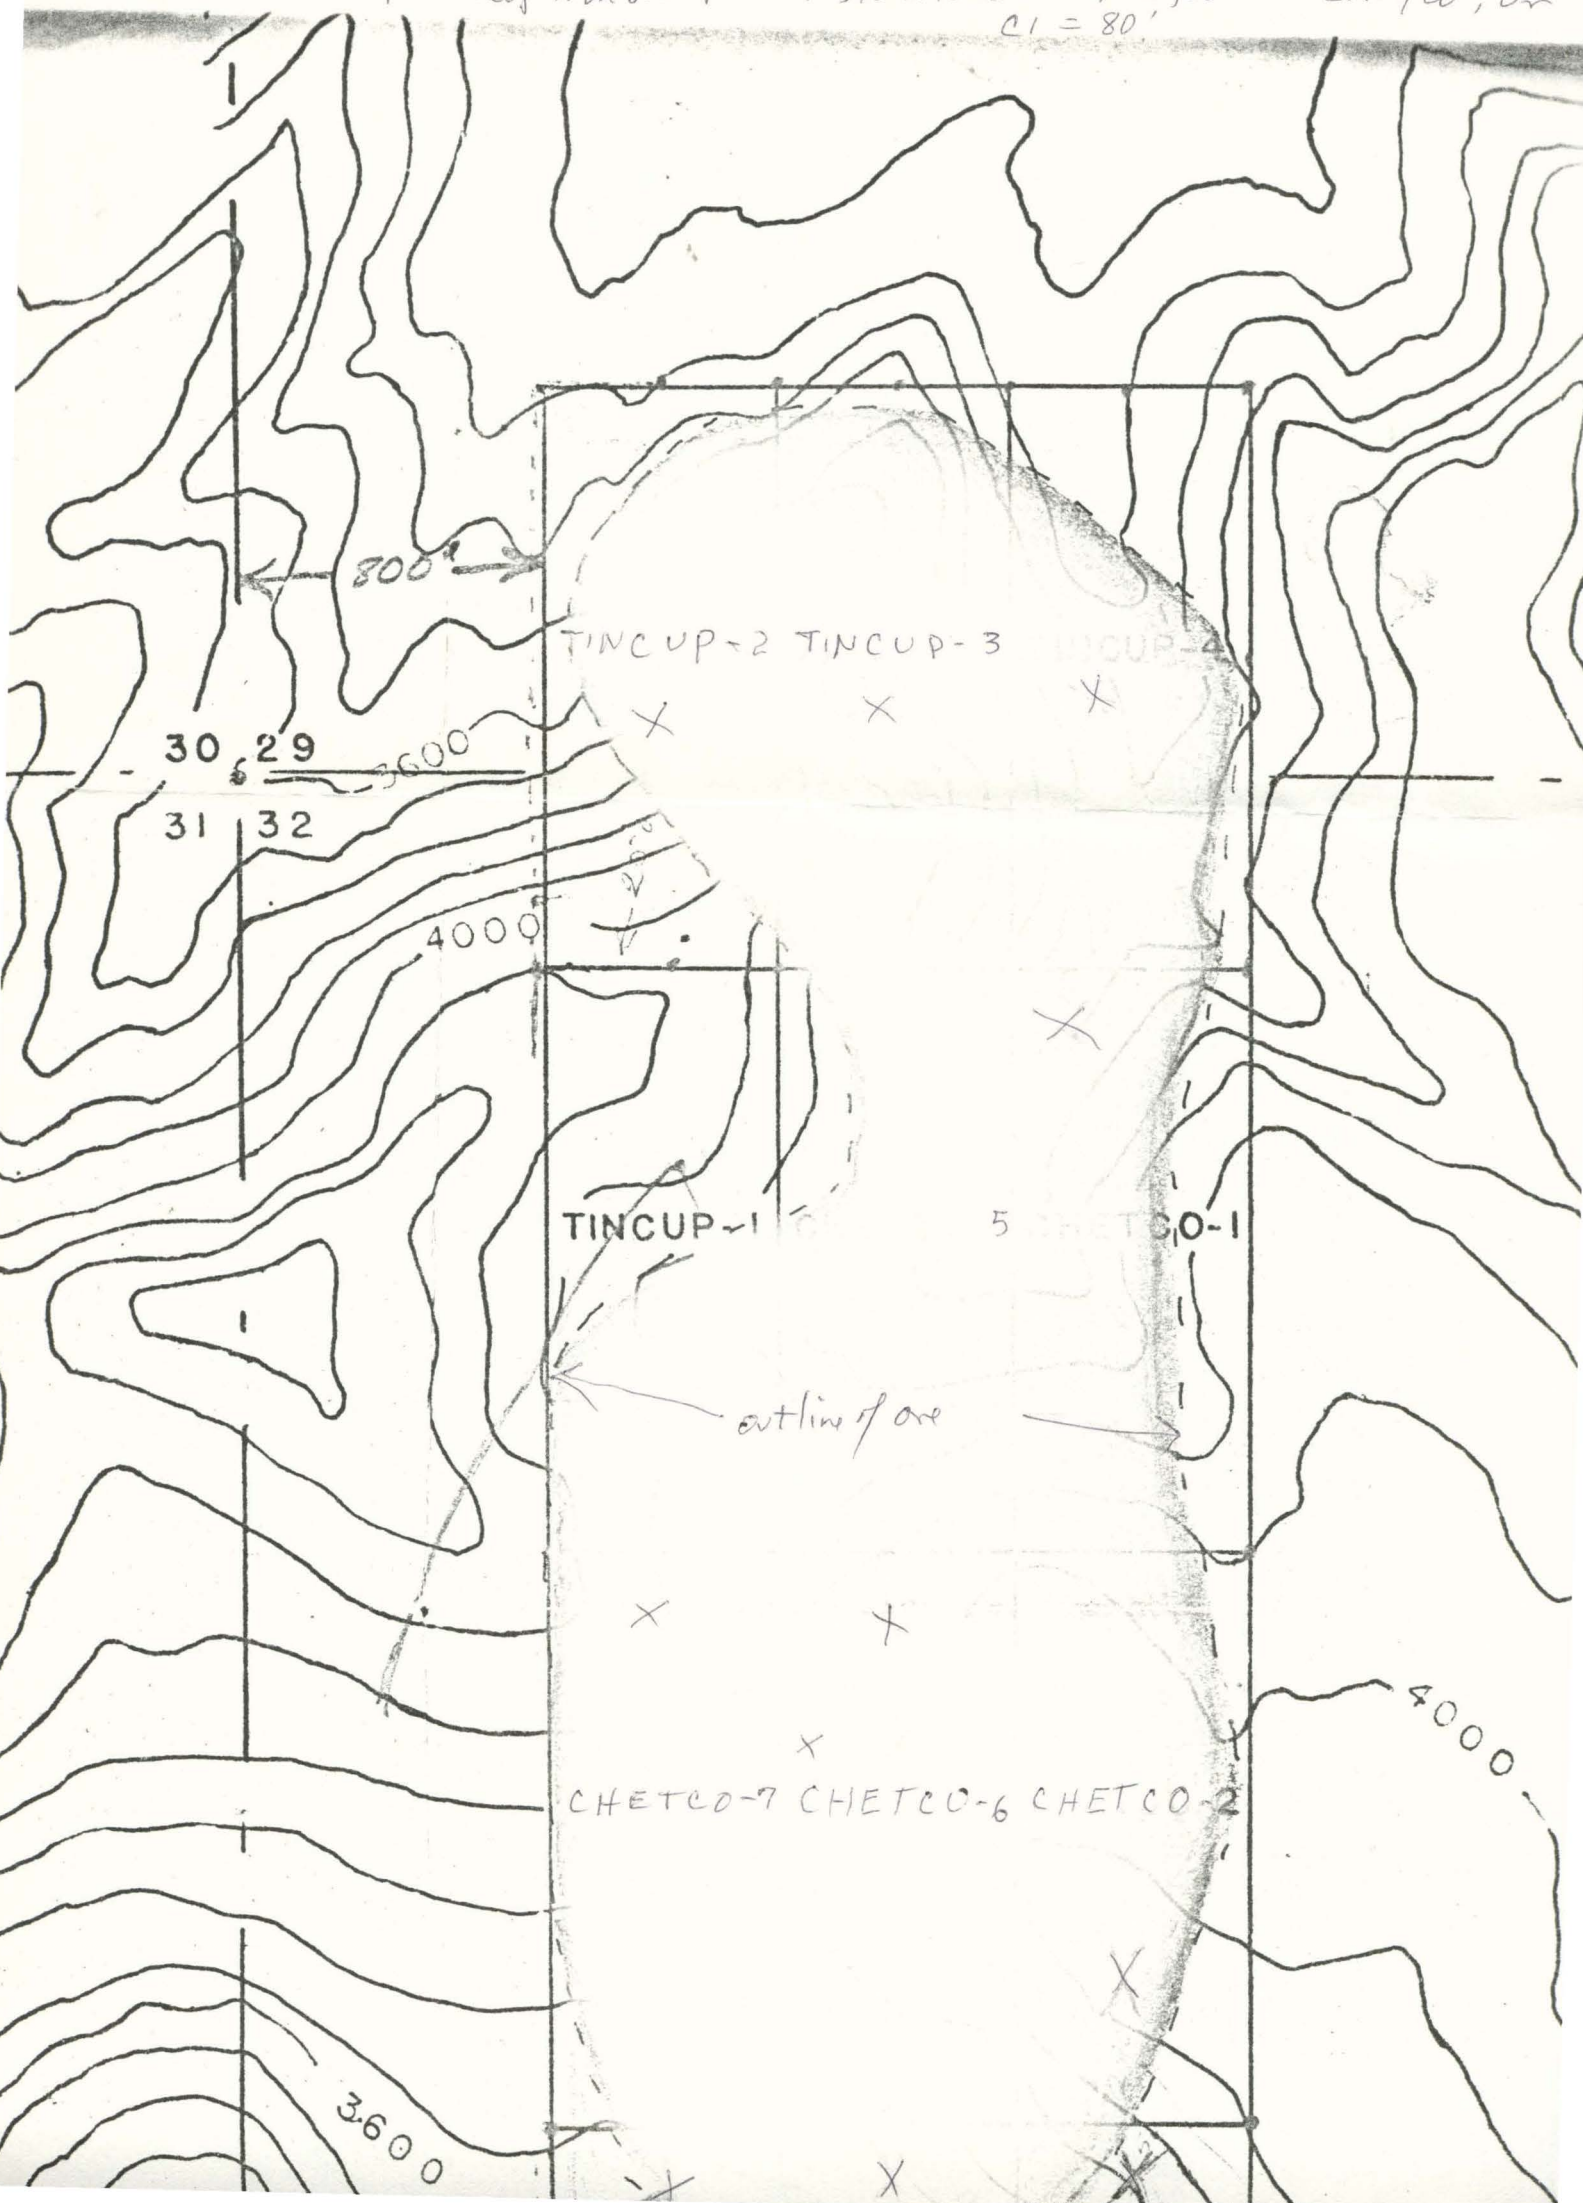 CI = 80'
800'
TINCUP-2 TINCUP-3
30 29
3600
31 32
4000
TINCUP-1 5 CHETCO-1
outline of ore
4000
CHETCO-7 CHETCO-6 CHETCO-2
3600